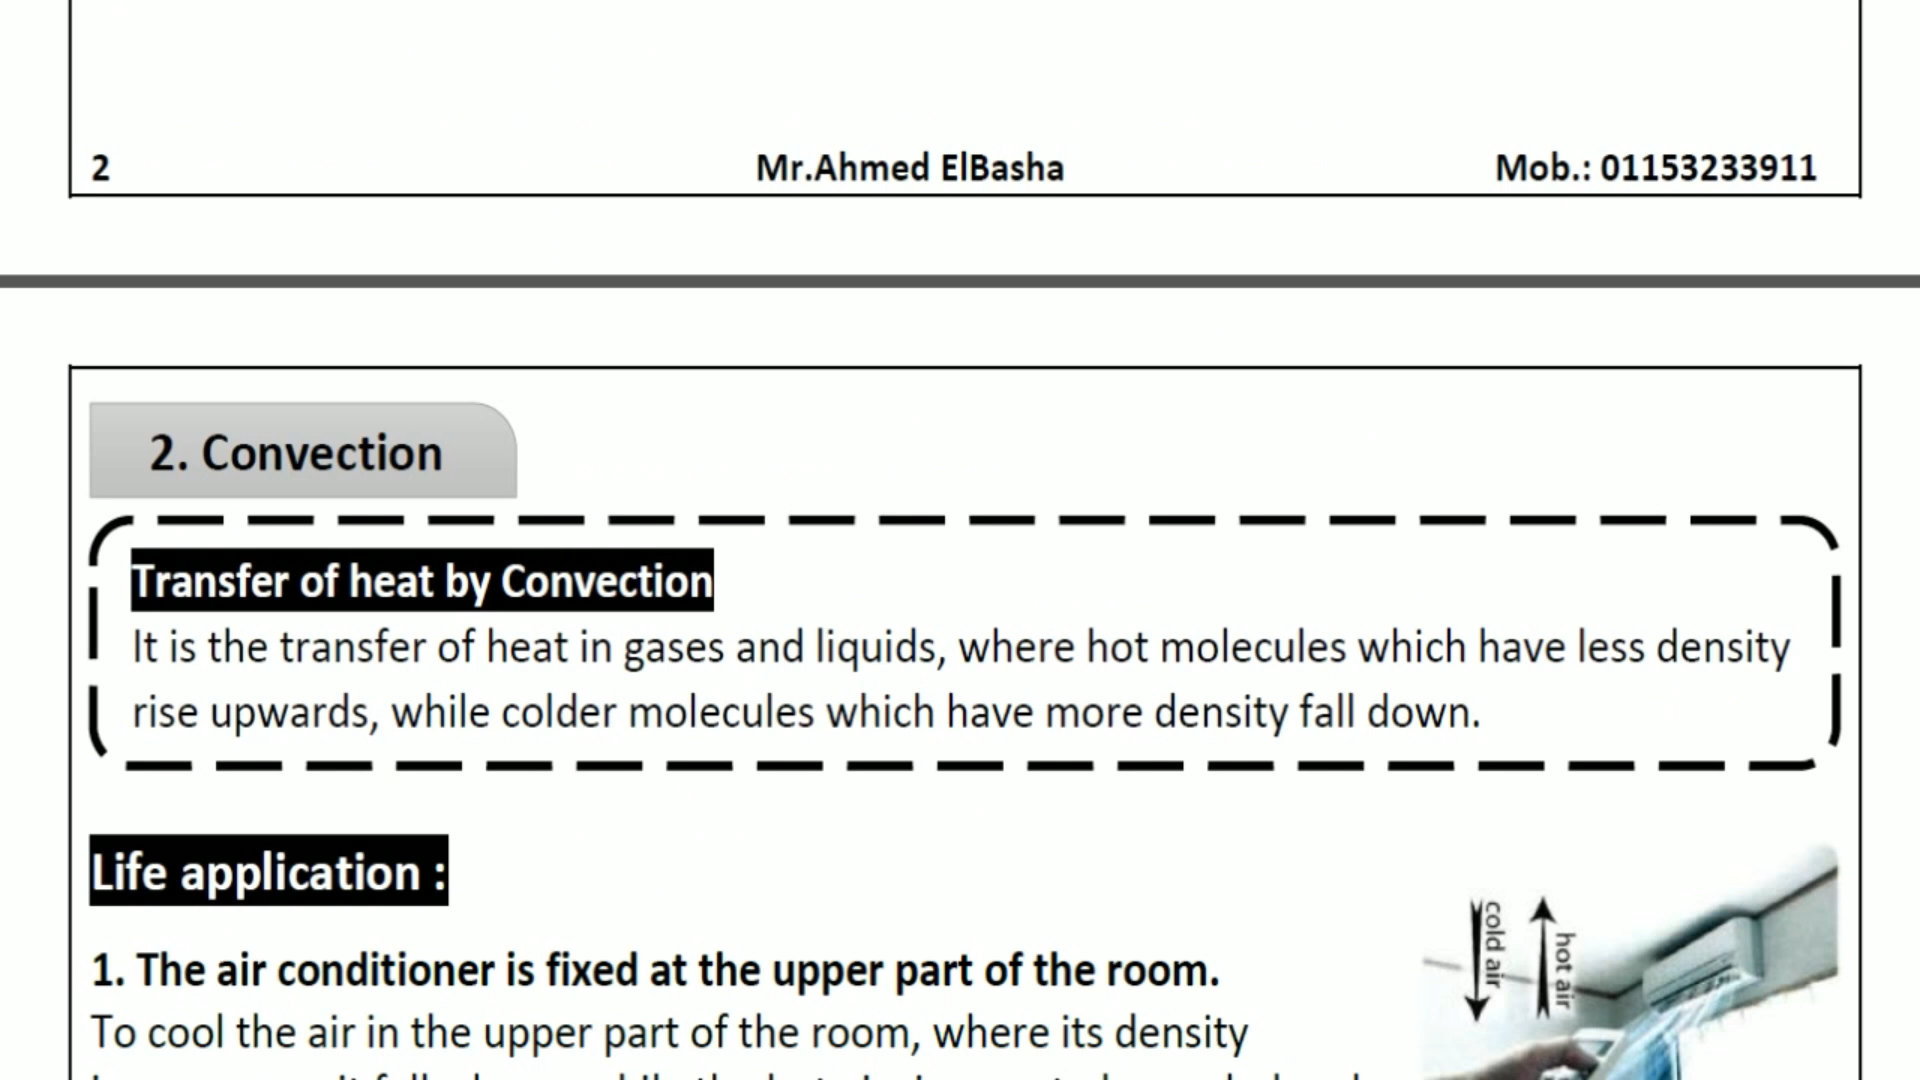 2 Mr.Ahmed ElBasha Mob.: 01153233911
2. Convection
Transfer of heat by Convection
It is the transfer of heat in gases and liquids, where hot molecules which have less density
rise upwards, while colder molecules which have more density fall down.
Life application :
cold air
hot air
1. The air conditioner is fixed at the upper part of the room.
To cool the air in the upper part of the room, where its density